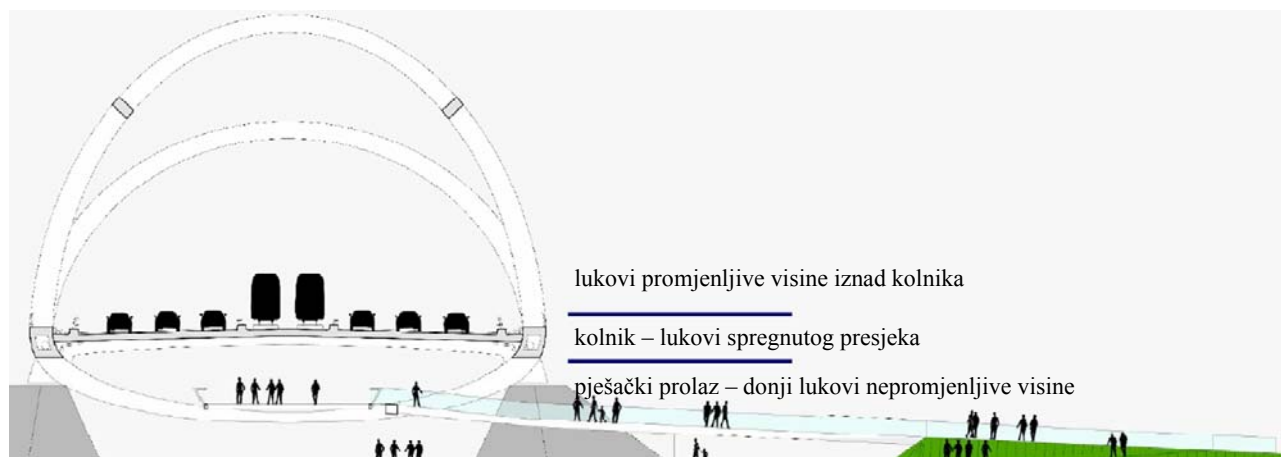 lukovi promjenljive visine iznad kolnika
kolnik – lukovi spregnutog presjeka
pješački prolaz – donji lukovi nepromjenljive visine